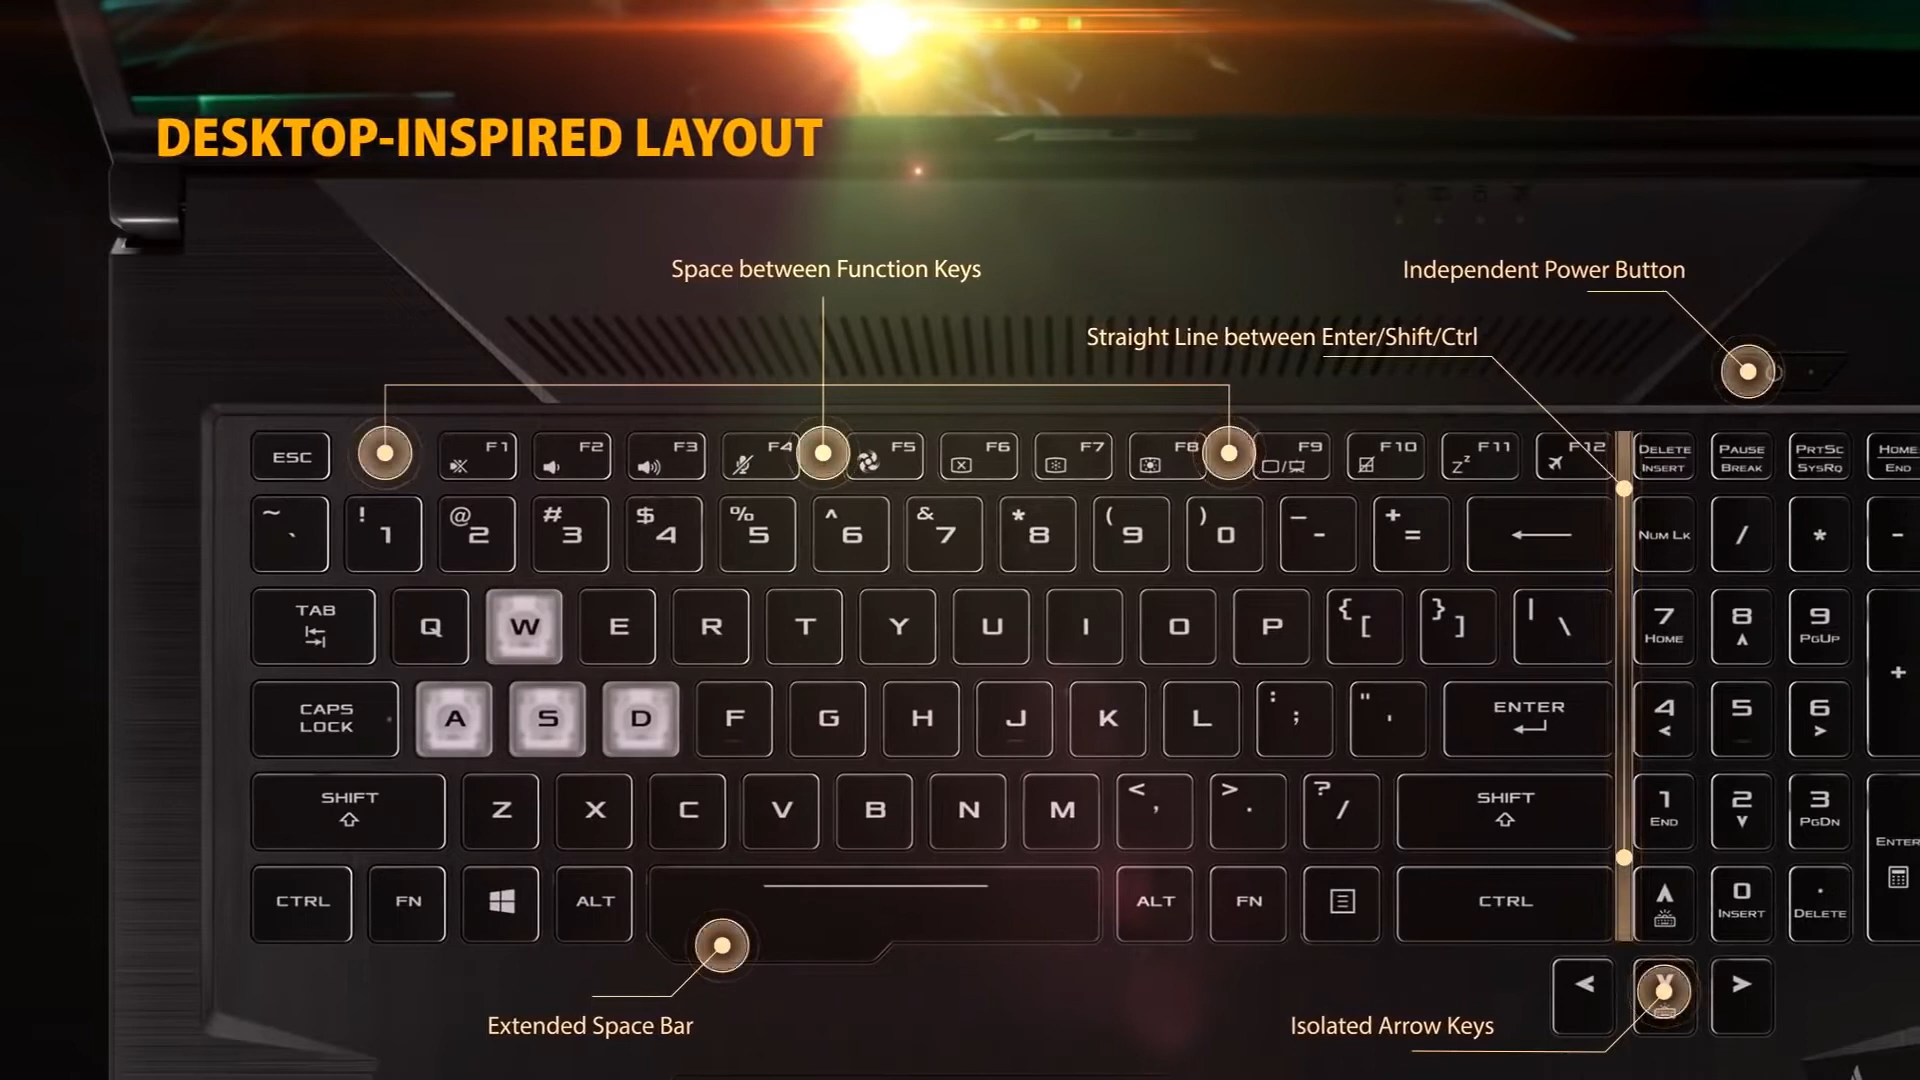 ASUS
DESKTOP-INSPIRED LAYOUT
Space between Function Keys
Independent Power Button
Straight Line between Enter/Shift/Ctrl
ESC F1 F2 F3 F4 F5 F6 F7 F8 F9 F10 F11 Zz F12 DELETE INSERT PAUSE BREAK PRTSC SYSRQ HOME END
~ ` ! 1 @ 2 # 3 $ 4 % 5 ^ 6 & 7 * 8 ( 9 ) 0 _ - + = NUM LK / * -
TAB Q W E R T Y U I O P { [ } ] | \ 7 HOME 8 9 PGUP +
CAPS LOCK A S D F G H J K L : ; " ' ENTER 4 < 5 6 >
SHIFT Z X C V B N M < , > . ? / SHIFT 1 END 2 3 PGDN ENTER
CTRL FN ALT ALT FN CTRL 0 INSERT . DELETE
Extended Space Bar
Isolated Arrow Keys